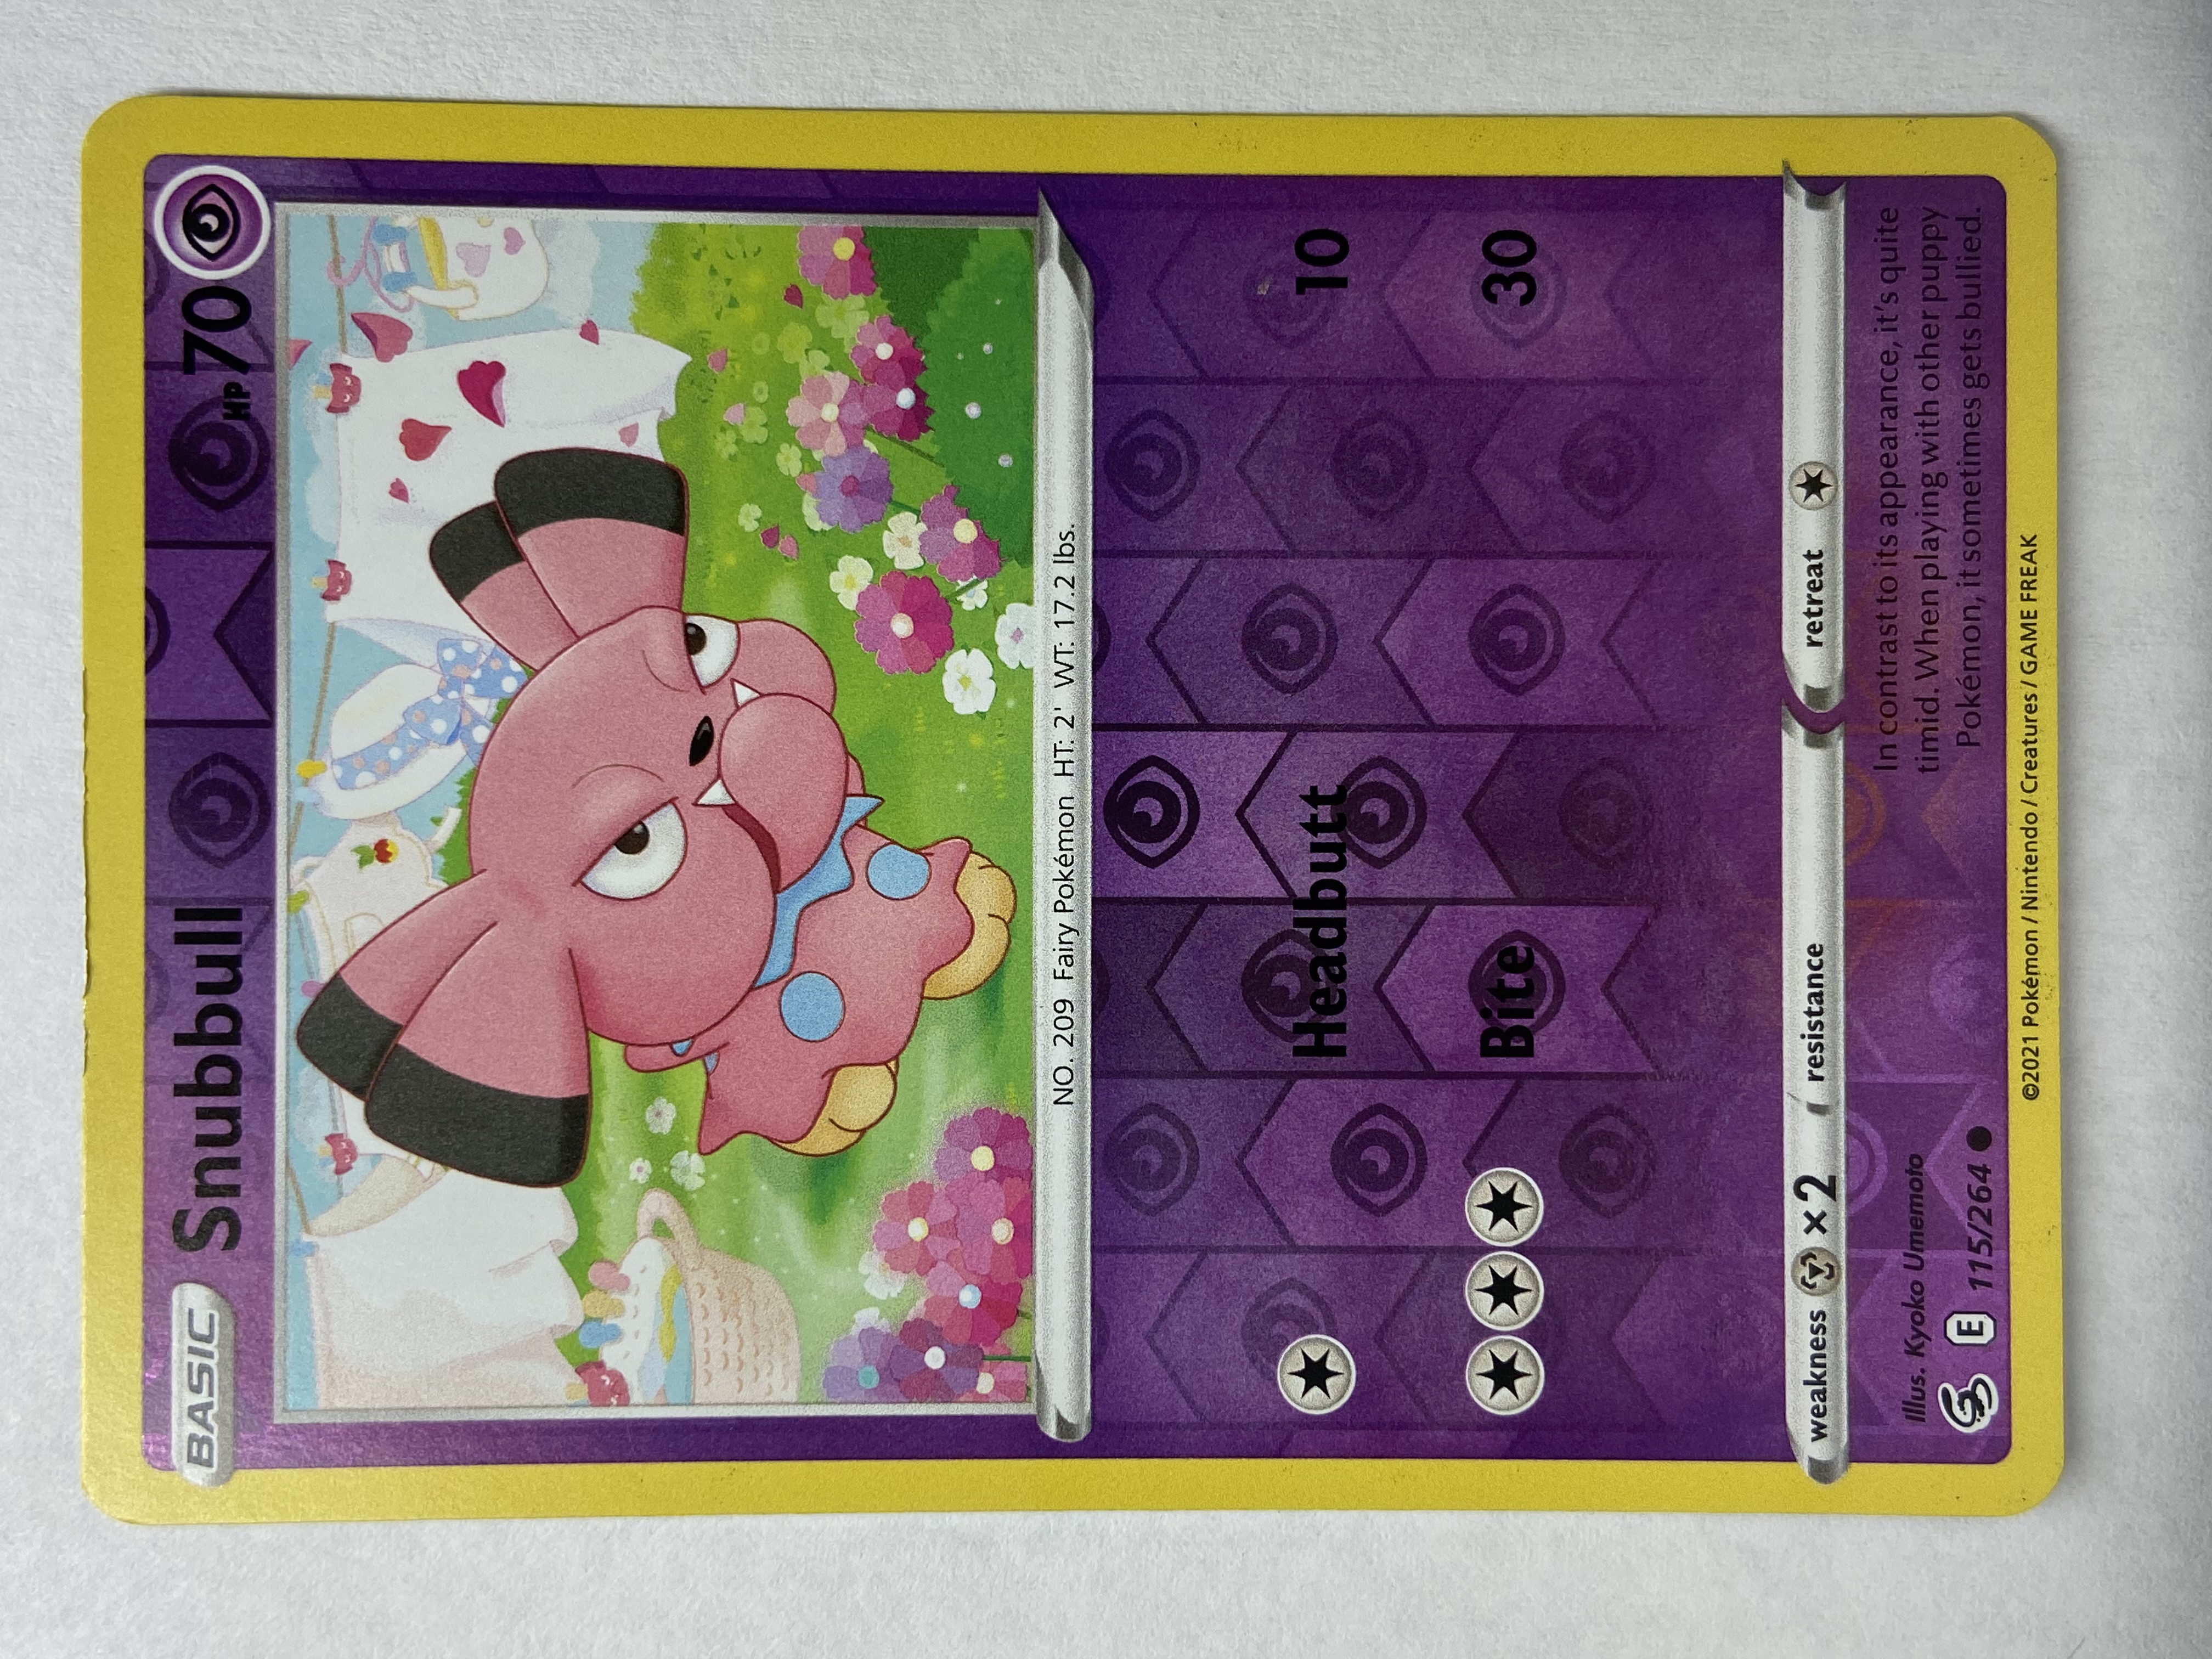 BASIC Snubbull HP 70
NO. 209 Fairy Pokémon HT: 2' WT: 17.2 lbs.
Headbutt 10
Bite 30
weakness ×2 resistance retreat
Illus. Kyoko Umemoto
In contrast to its appearance, it's quite
timid. When playing with other puppy
Pokémon, it sometimes gets bullied.
E 115/264
©2021 Pokémon / Nintendo / Creatures / GAME FREAK